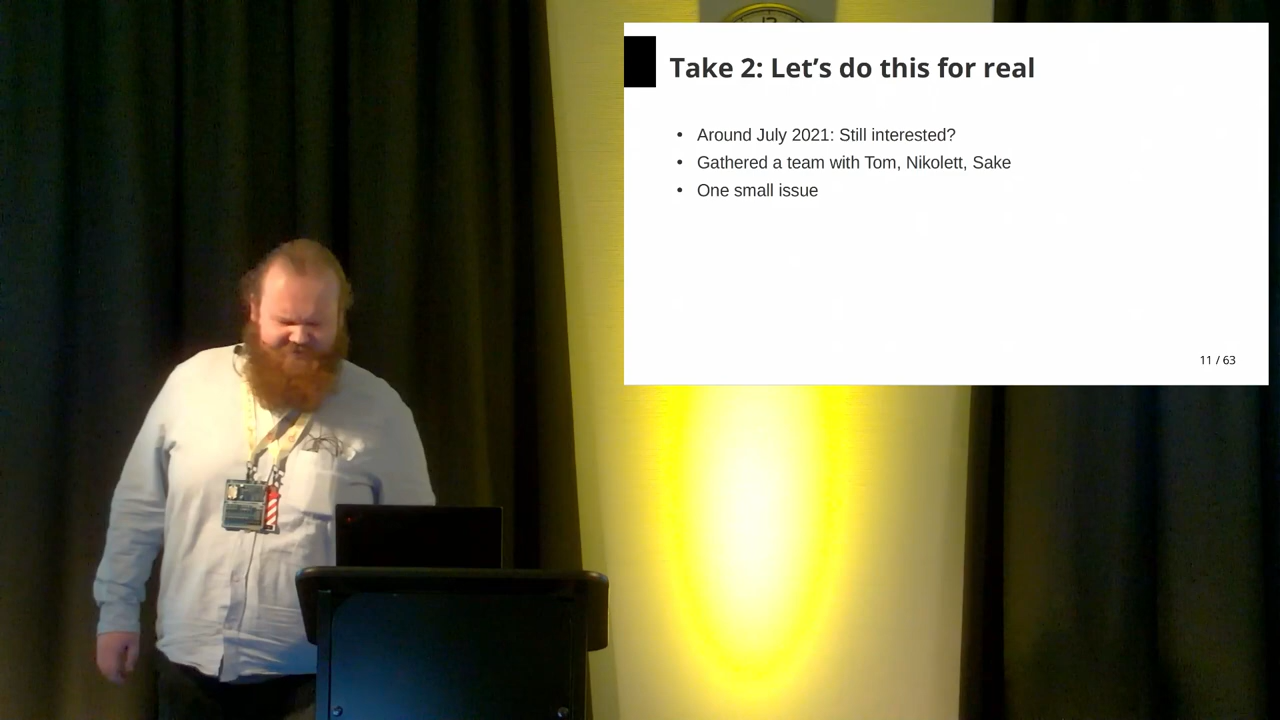 12
Take 2: Let's do this for real
• Around July 2021: Still interested?
• Gathered a team with Tom, Nikolett, Sake
• One small issue
11 / 63